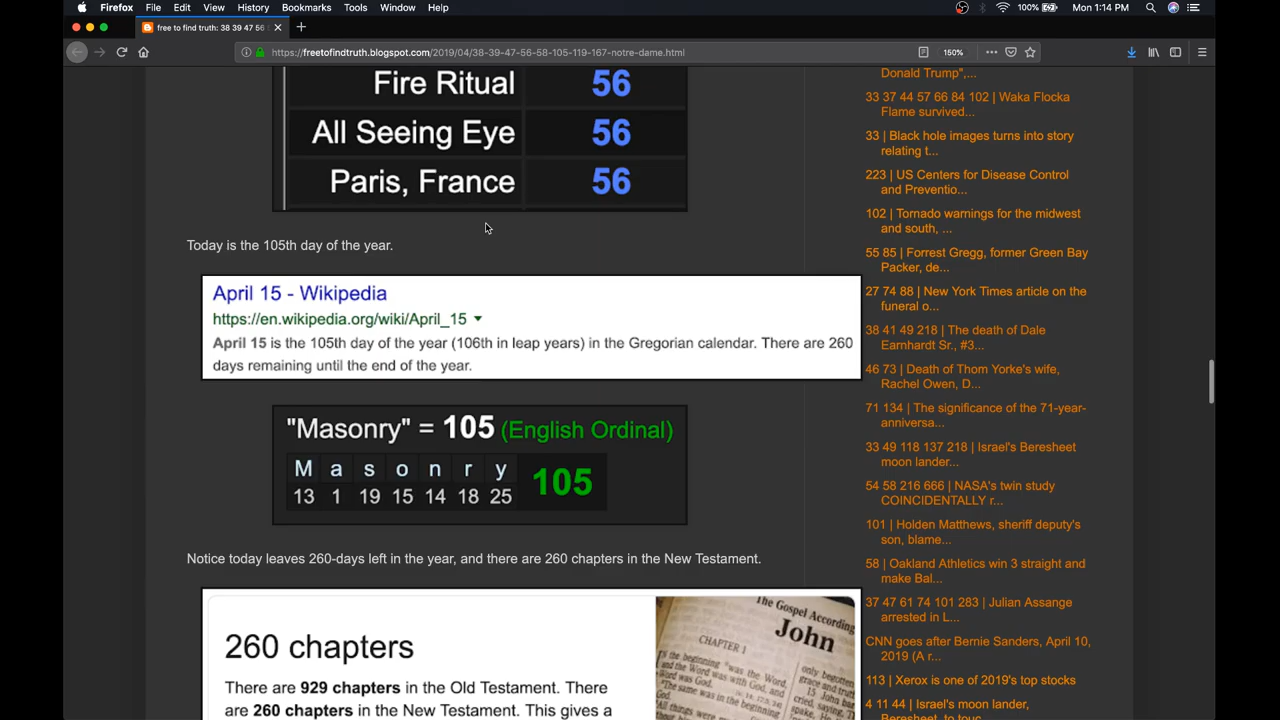 Firefox File Edit View History Bookmarks Tools Window Help
100% Mon 1:14 PM
free to find truth: 38 39 47 56
https://freetofindtruth.blogspot.com/2019/04/38-39-47-56-58-105-119-167-notre-dame.html
150%
Fire Ritual 56
All Seeing Eye 56
Paris, France 56
Today is the 105th day of the year.
April 15 - Wikipedia
https://en.wikipedia.org/wiki/April_15
April 15 is the 105th day of the year (106th in leap years) in the Gregorian calendar. There are 260
days remaining until the end of the year.
"Masonry" = 105 (English Ordinal)
M a s o n r y
13 1 19 15 14 18 25
105
Notice today leaves 260-days left in the year, and there are 260 chapters in the New Testament.
260 chapters
There are 929 chapters in the Old Testament. There
are 260 chapters in the New Testament. This gives a
The Gospel According
John
CHAPTER 1
Donald Trump",...
33 37 44 57 66 84 102 | Waka Flocka
Flame survived...
33 | Black hole images turns into story
relating t...
223 | US Centers for Disease Control
and Preventio...
102 | Tornado warnings for the midwest
and south, ...
55 85 | Forrest Gregg, former Green Bay
Packer, de...
27 74 88 | New York Times article on the
funeral o...
38 41 49 218 | The death of Dale
Earnhardt Sr., #3...
46 73 | Death of Thom Yorke's wife,
Rachel Owen, D...
71 134 | The significance of the 71-year-
anniversa...
33 49 118 137 218 | Israel's Beresheet
moon lander...
54 58 216 666 | NASA's twin study
COINCIDENTALLY r...
101 | Holden Matthews, sheriff deputy's
son, blame...
58 | Oakland Athletics win 3 straight and
make Bal...
37 47 61 74 101 283 | Julian Assange
arrested in L...
CNN goes after Bernie Sanders, April 10,
2019 (A r...
113 | Xerox is one of 2019's top stocks
4 11 44 | Israel's moon lander,
Beresheet, to touc...